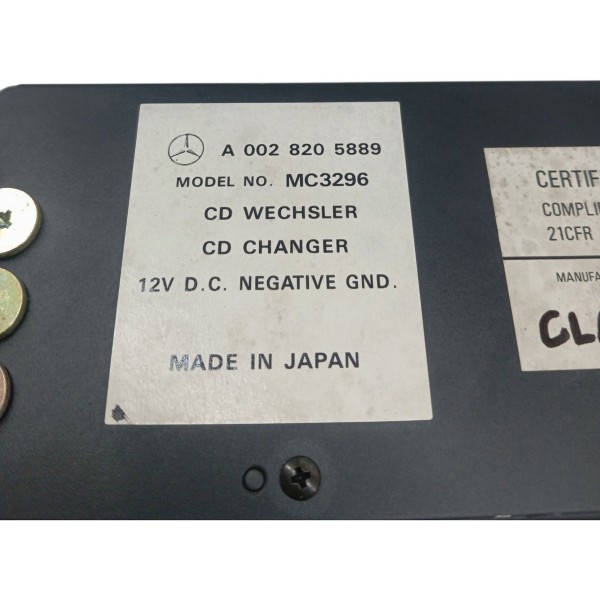 A 002 820 5889
MODEL NO. MC3296
CD WECHSLER
CD CHANGER
12V D.C. NEGATIVE GND.
MADE IN JAPAN
CERTIF
COMPLI
21CFR
MANUFA
CL